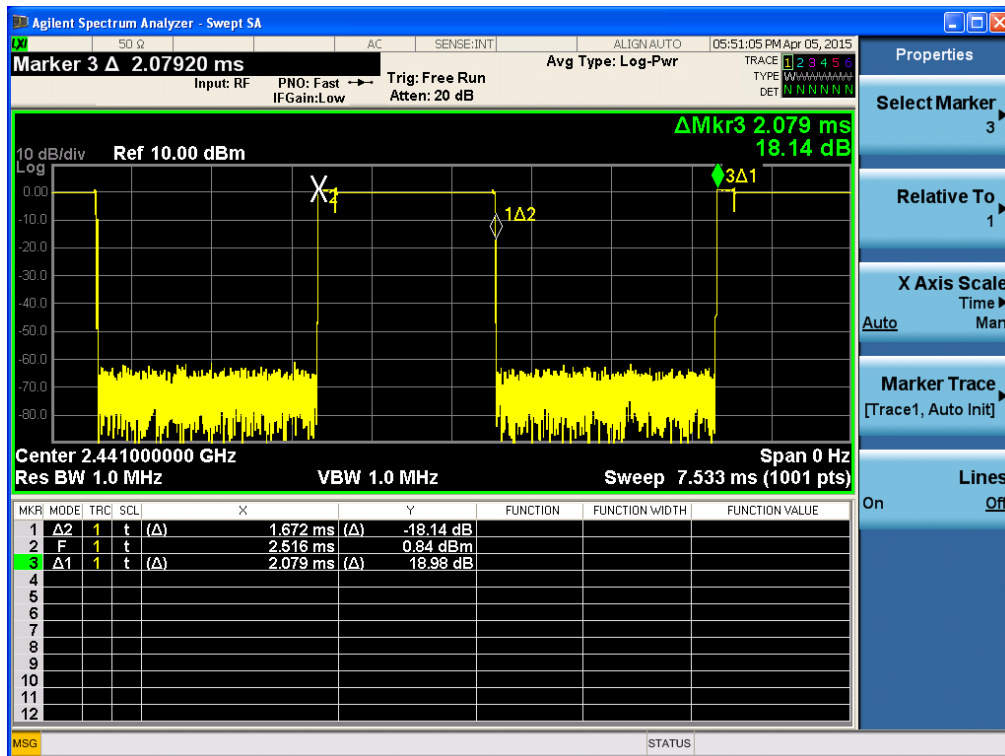 Agilent Spectrum Analyzer - Swept SA
LXI 50 Ω AC SENSE:INT ALIGN AUTO 05:51:05 PM Apr 05, 2015
Marker 3 Δ 2.07920 ms
Input: RF PNO: Fast Trig: Free Run Avg Type: Log-Pwr TRACE 1 2 3 4 5 6
IFGain:Low Atten: 20 dB TYPE WWWWWW
DET N N N N N N
Properties
Select Marker
3
Relative To
1
X Axis Scale
Time
Auto Man
Marker Trace
[Trace1, Auto Init]
Lines
On Off
ΔMkr3 2.079 ms
18.14 dB
10 dB/div Ref 10.00 dBm
Log
0.00
-10.0
-20.0
-30.0
-40.0
-50.0
-60.0
-70.0
-80.0
X2
1Δ2
3Δ1
Center 2.441000000 GHz Span 0 Hz
Res BW 1.0 MHz VBW 1.0 MHz Sweep 7.533 ms (1001 pts)
MKR MODE TRC SCL X Y FUNCTION FUNCTION WIDTH FUNCTION VALUE
1 Δ2 1 t (Δ) 1.672 ms (Δ) -18.14 dB
2 F 1 t 2.516 ms 0.84 dBm
3 Δ1 1 t (Δ) 2.079 ms (Δ) 18.98 dB
4
5
6
7
8
9
10
11
12
MSG STATUS